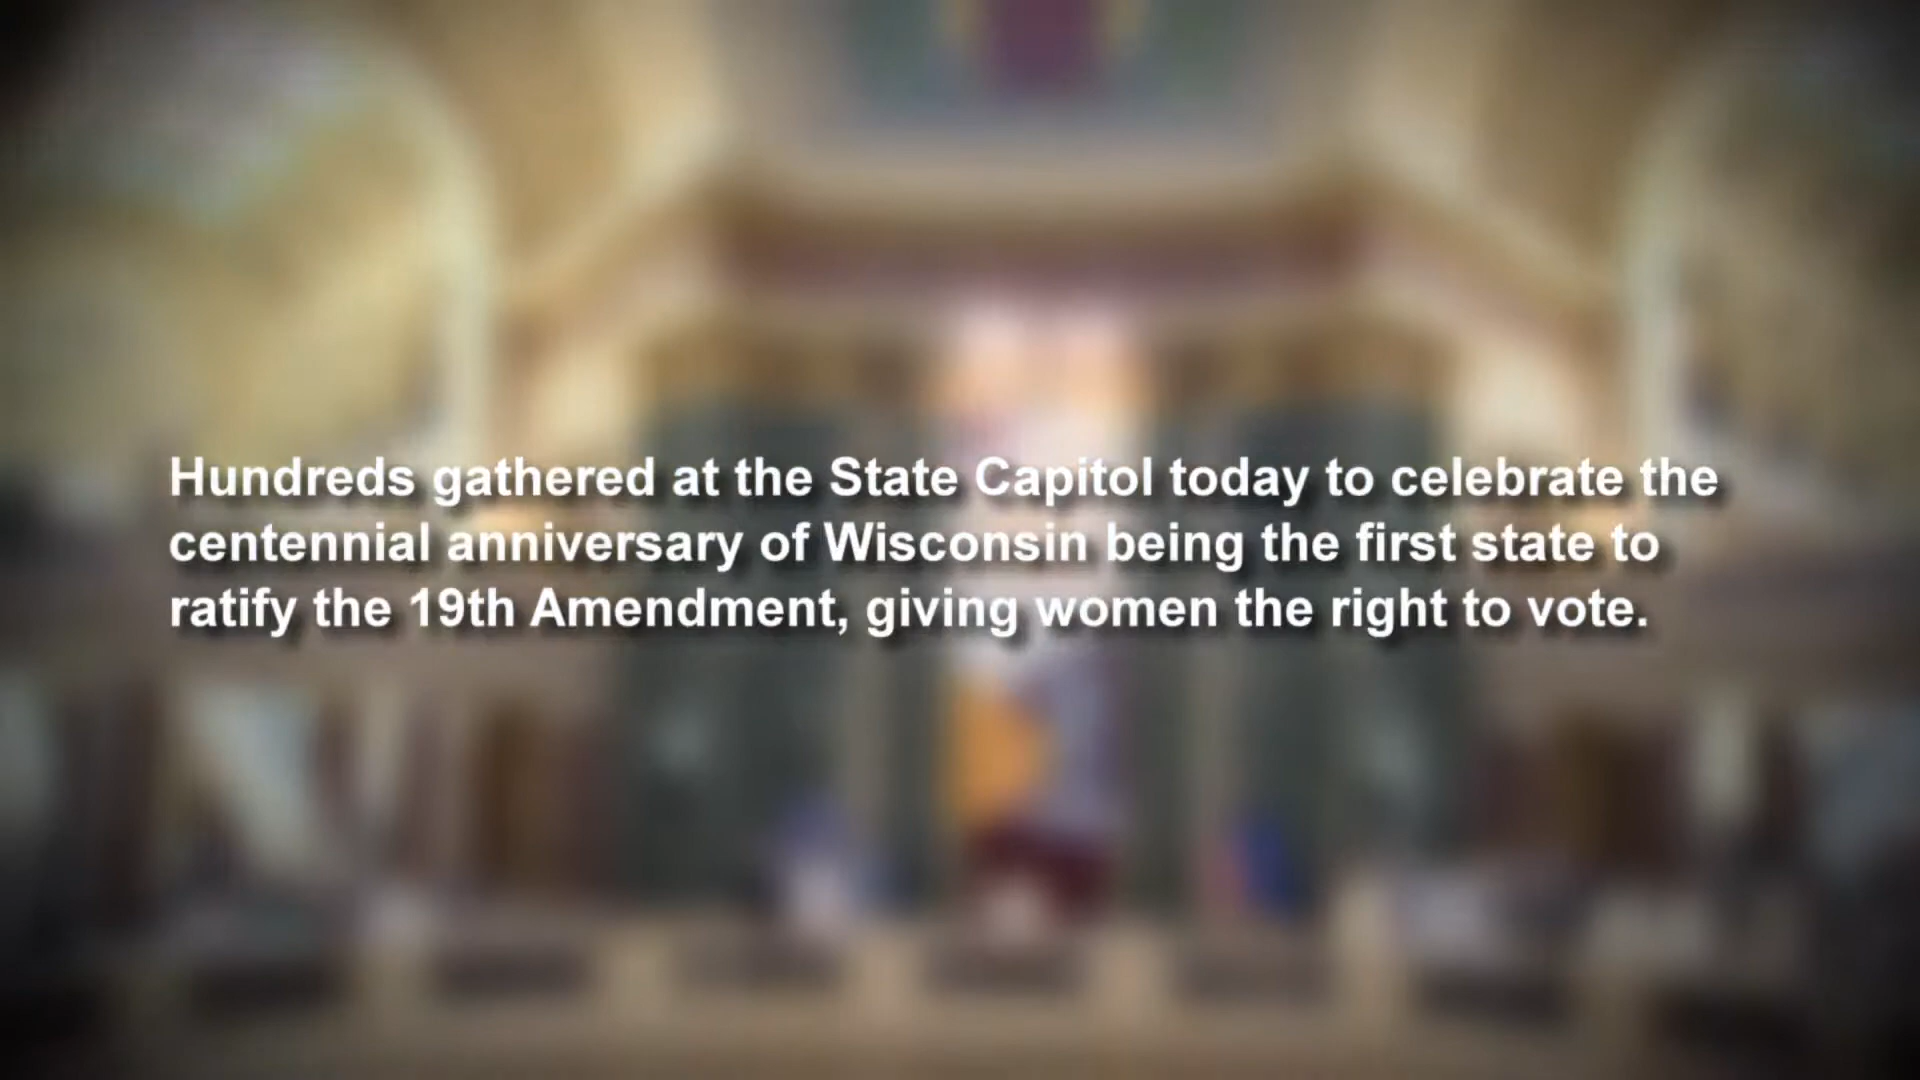 Hundreds gathered at the State Capitol today to celebrate the
centennial anniversary of Wisconsin being the first state to
ratify the 19th Amendment, giving women the right to vote.